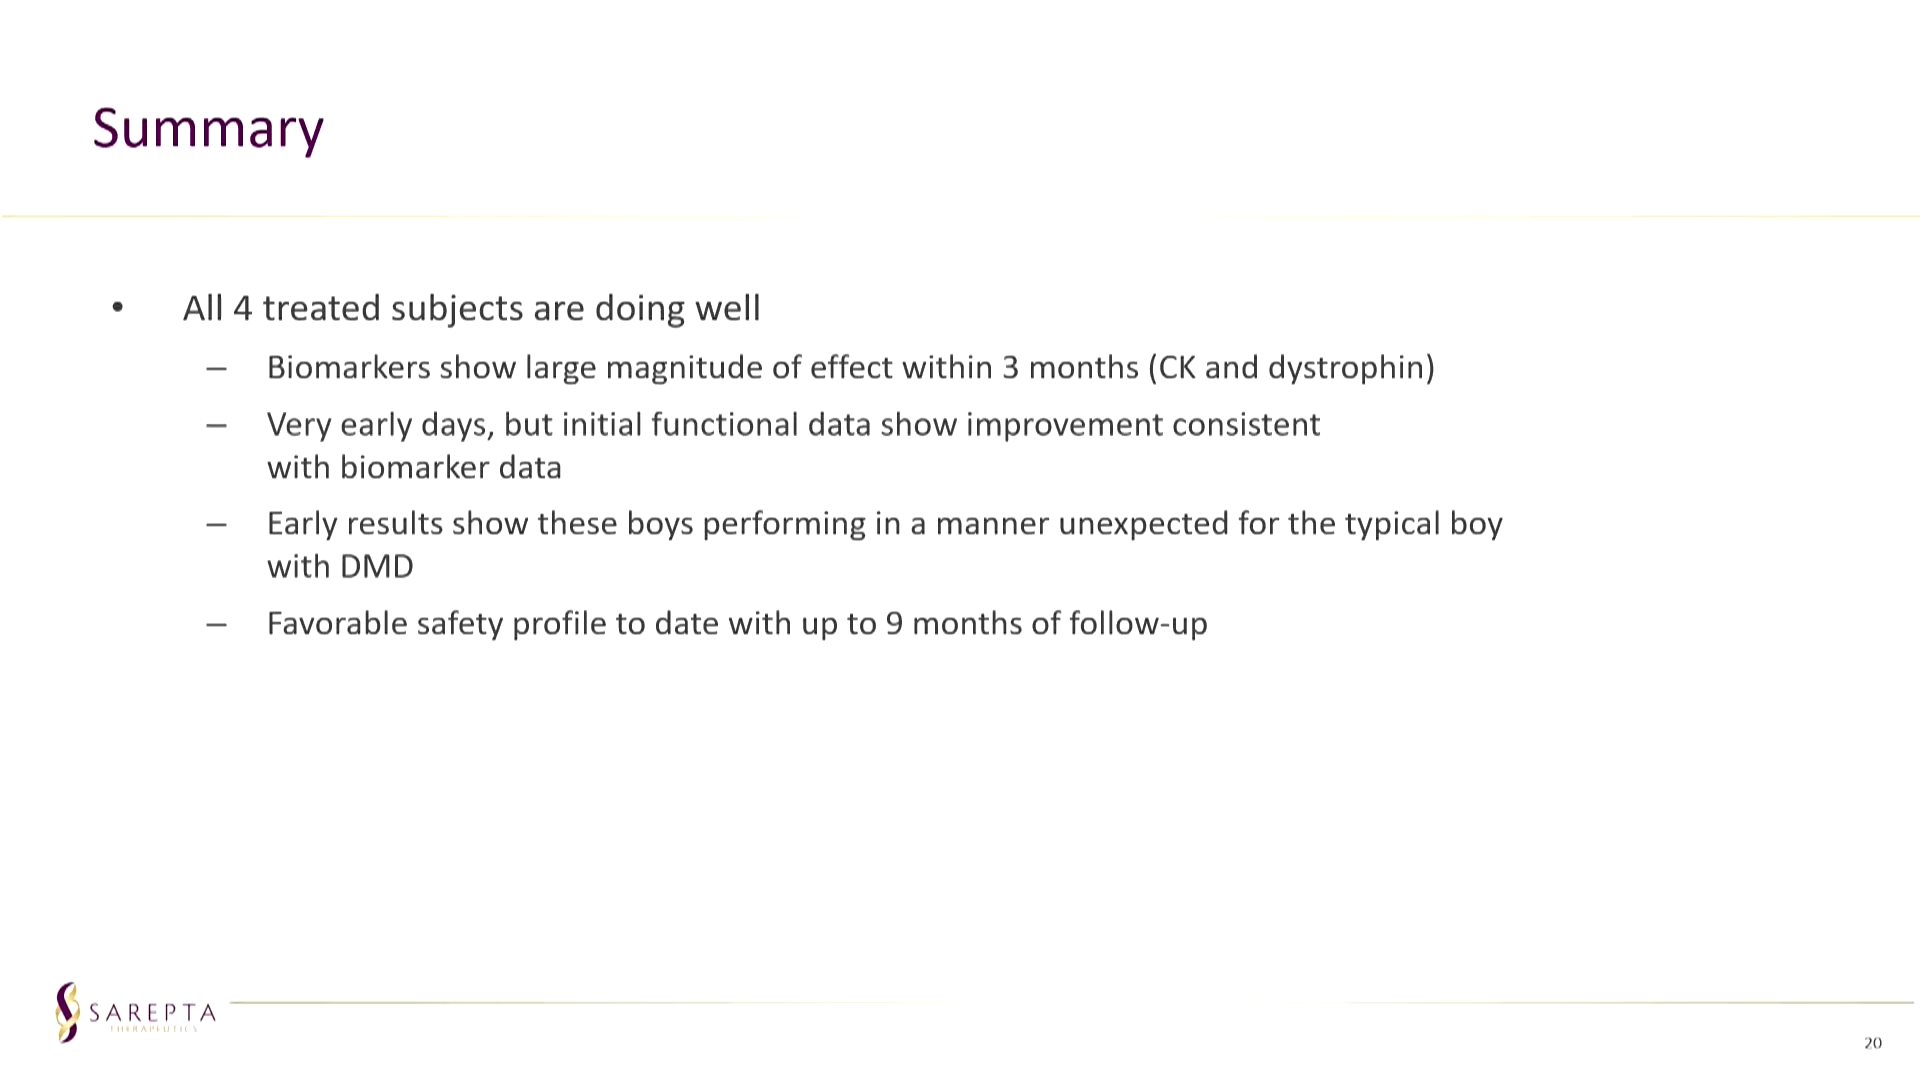 Summary
• All 4 treated subjects are doing well
– Biomarkers show large magnitude of effect within 3 months (CK and dystrophin)
– Very early days, but initial functional data show improvement consistent
with biomarker data
– Early results show these boys performing in a manner unexpected for the typical boy
with DMD
– Favorable safety profile to date with up to 9 months of follow-up
SAREPTA
THERAPEUTICS
20